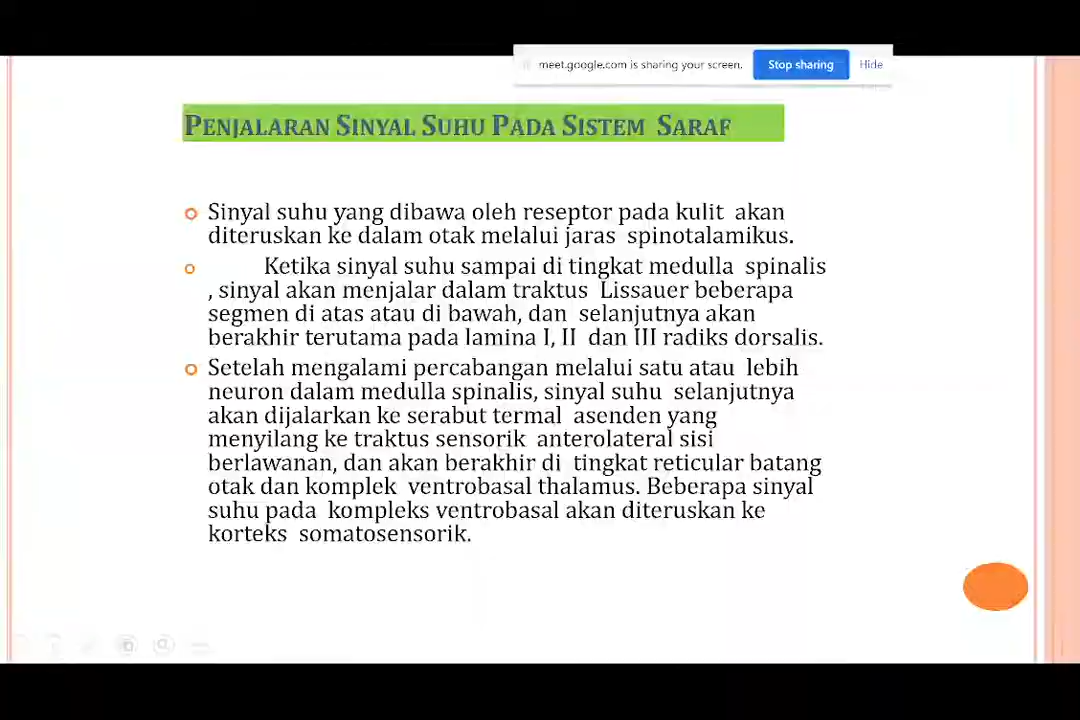 meet.google.com is sharing your screen. Stop sharing Hide
PENJALARAN SINYAL SUHU PADA SISTEM SARAF
Sinyal suhu yang dibawa oleh reseptor pada kulit akan
diteruskan ke dalam otak melalui jaras spinotalamikus.
Ketika sinyal suhu sampai di tingkat medulla spinalis
, sinyal akan menjalar dalam traktus Lissauer beberapa
segmen di atas atau di bawah, dan selanjutnya akan
berakhir terutama pada lamina I, II dan III radiks dorsalis.
Setelah mengalami percabangan melalui satu atau lebih
neuron dalam medulla spinalis, sinyal suhu selanjutnya
akan dijalarkan ke serabut termal asenden yang
menyilang ke traktus sensorik anterolateral sisi
berlawanan, dan akan berakhir di tingkat reticular batang
otak dan komplek ventrobasal thalamus. Beberapa sinyal
suhu pada kompleks ventrobasal akan diteruskan ke
korteks somatosensorik.